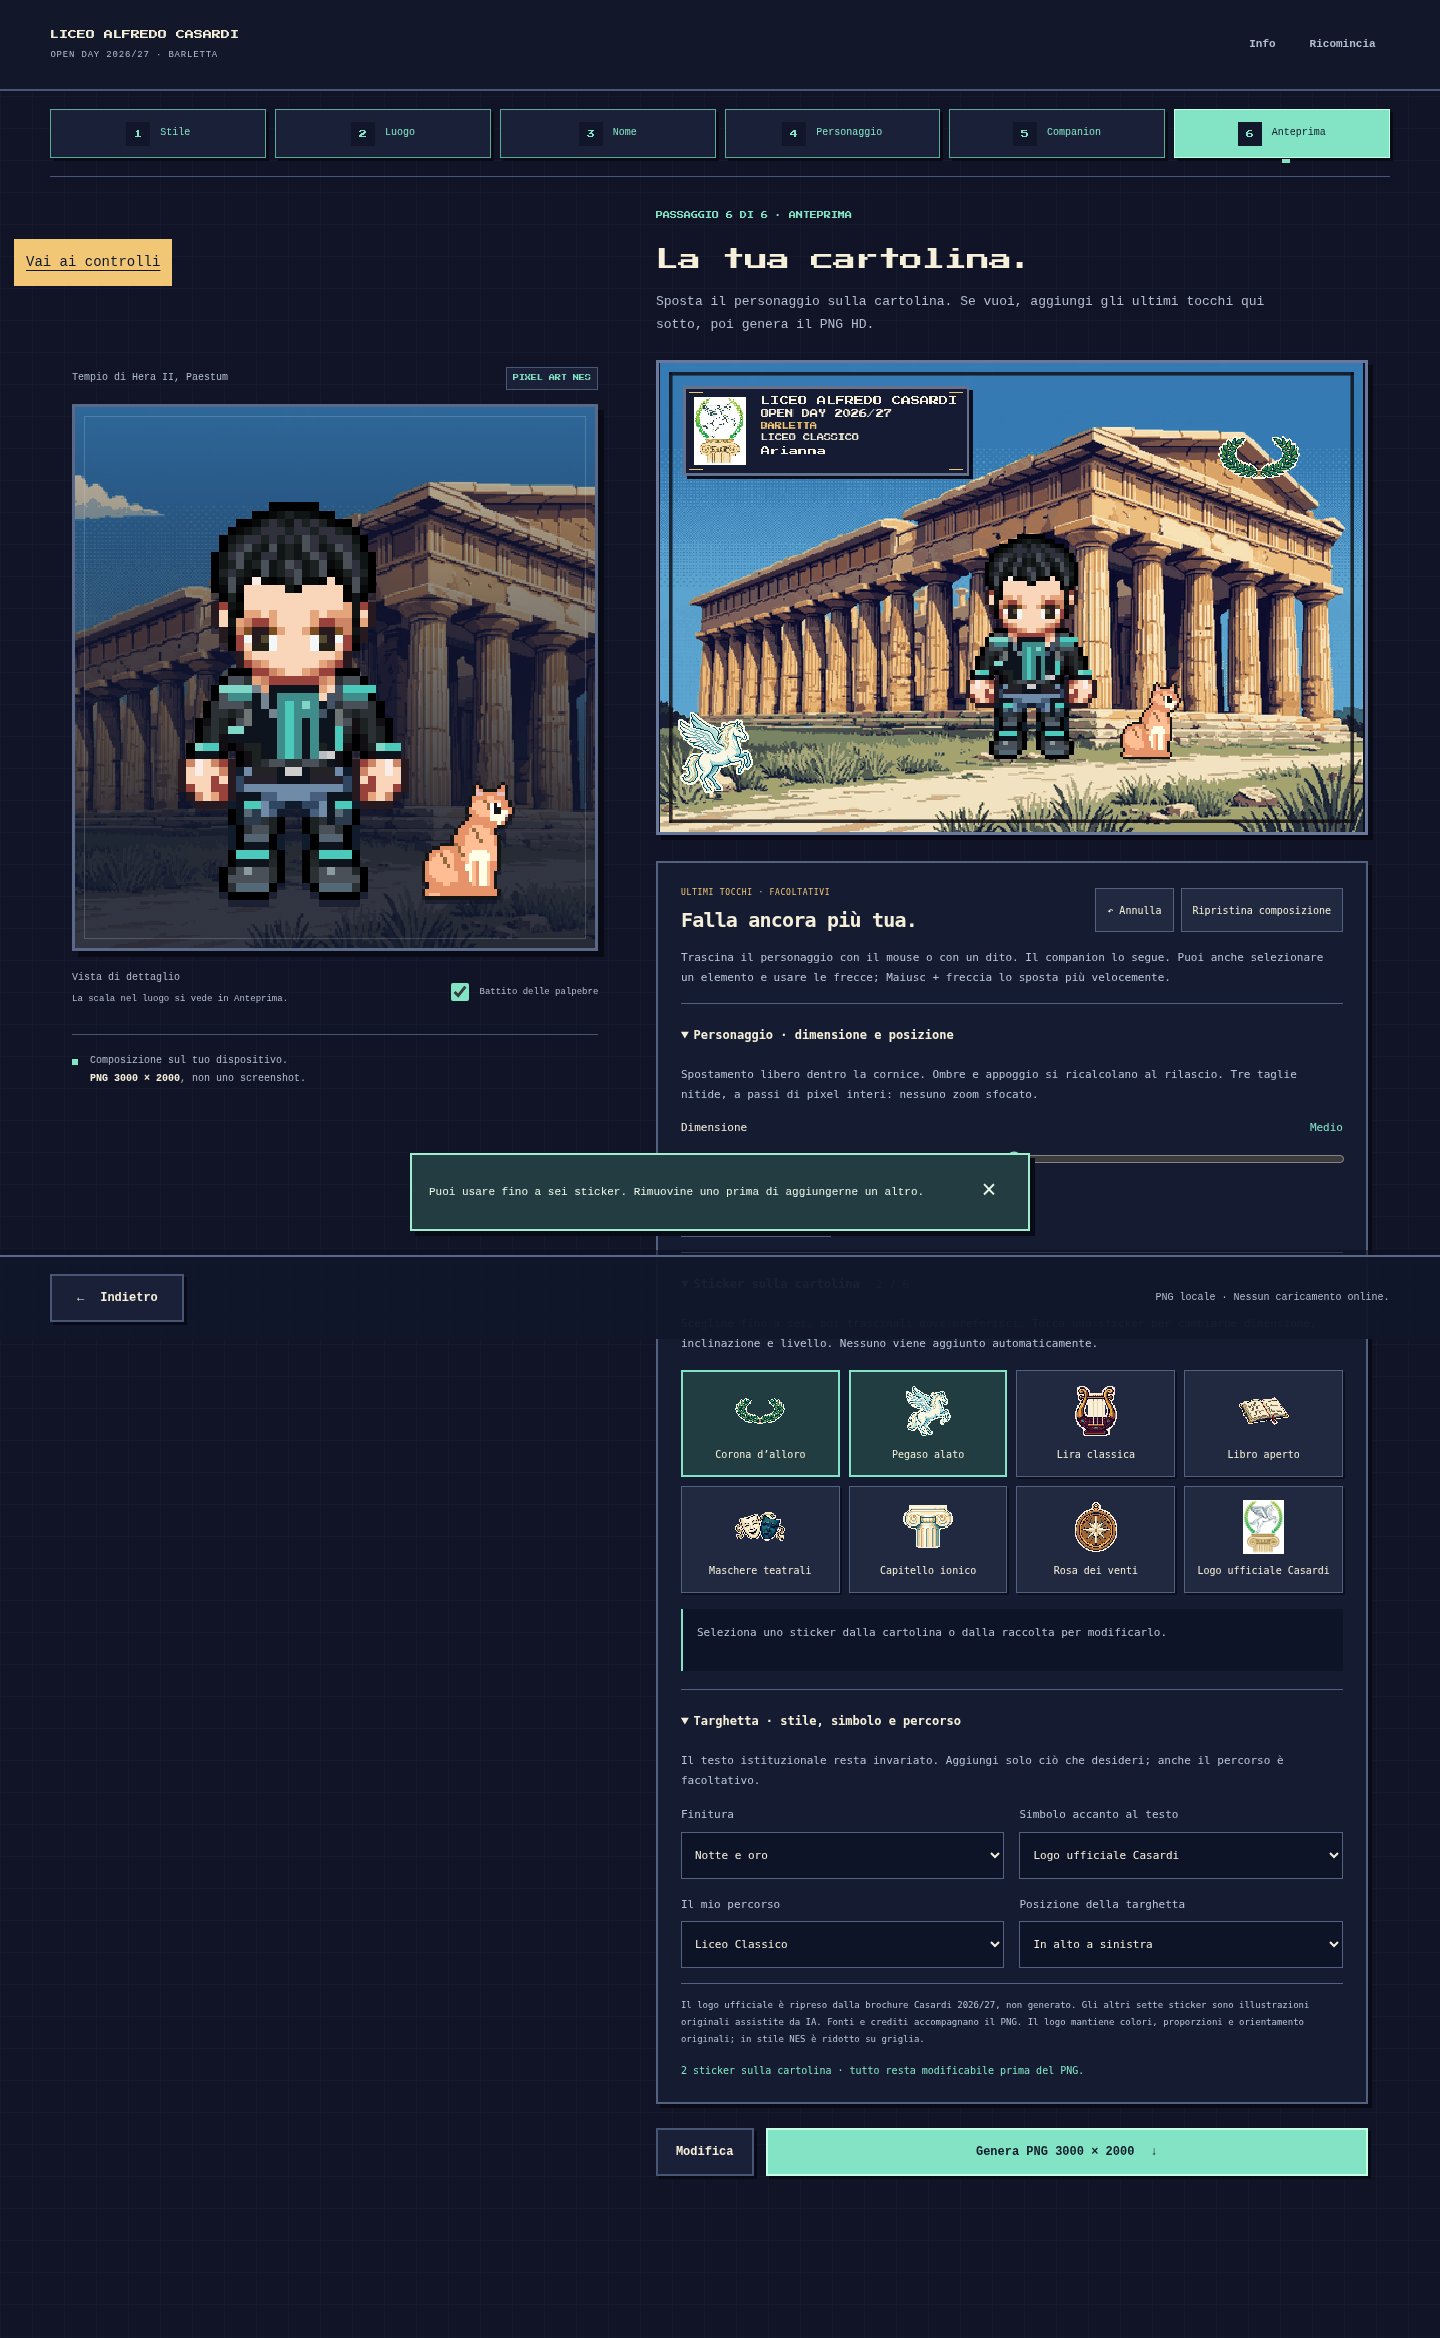 LICEO ALFREDO CASARDI
OPEN DAY 2026/27 · BARLETTA
Info
Ricomincia
1 Stile
2 Luogo
3 Nome
4 Personaggio
5 Companion
6 Anteprima
Vai ai controlli
PASSAGGIO 6 DI 6 · ANTEPRIMA
La tua cartolina.
Sposta il personaggio sulla cartolina. Se vuoi, aggiungi gli ultimi tocchi qui
sotto, poi genera il PNG HD.
Tempio di Hera II, Paestum
PIXEL ART NES
LICEO ALFREDO CASARDI
OPEN DAY 2026/27
BARLETTA
LICEO CLASSICO
Arianna
Vista di dettaglio
La scala nel luogo si vede in Anteprima.
Battito delle palpebre
Composizione sul tuo dispositivo.
PNG 3000 × 2000, non uno screenshot.
ULTIMI TOCCHI · FACOLTATIVI
Falla ancora più tua.
↶ Annulla
Ripristina composizione
Trascina il personaggio con il mouse o con un dito. Il companion lo segue. Puoi anche selezionare
un elemento e usare le frecce; Maiusc + freccia lo sposta più velocemente.
▼ Personaggio · dimensione e posizione
Spostamento libero dentro la cornice. Ombre e appoggio si ricalcolano al rilascio. Tre taglie
nitide, a passi di pixel interi: nessuno zoom sfocato.
Dimensione
Medio
Puoi usare fino a sei sticker. Rimuovine uno prima di aggiungerne un altro.
×
← Indietro
PNG locale · Nessun caricamento online.
▼ Sticker sulla cartolina 2 / 6
inclinazione e livello. Nessuno viene aggiunto automaticamente.
Corona d’alloro
Pegaso alato
Lira classica
Libro aperto
Maschere teatrali
Capitello ionico
Rosa dei venti
Logo ufficiale Casardi
Seleziona uno sticker dalla cartolina o dalla raccolta per modificarlo.
▼ Targhetta · stile, simbolo e percorso
Il testo istituzionale resta invariato. Aggiungi solo ciò che desideri; anche il percorso è
facoltativo.
Finitura
Simbolo accanto al testo
Notte e oro
Logo ufficiale Casardi
Il mio percorso
Posizione della targhetta
Liceo Classico
In alto a sinistra
Il logo ufficiale è ripreso dalla brochure Casardi 2026/27, non generato. Gli altri sette sticker sono illustrazioni
originali assistite da IA. Fonti e crediti accompagnano il PNG. Il logo mantiene colori, proporzioni e orientamento
originali; in stile NES è ridotto su griglia.
2 sticker sulla cartolina · tutto resta modificabile prima del PNG.
Modifica
Genera PNG 3000 × 2000 ↓